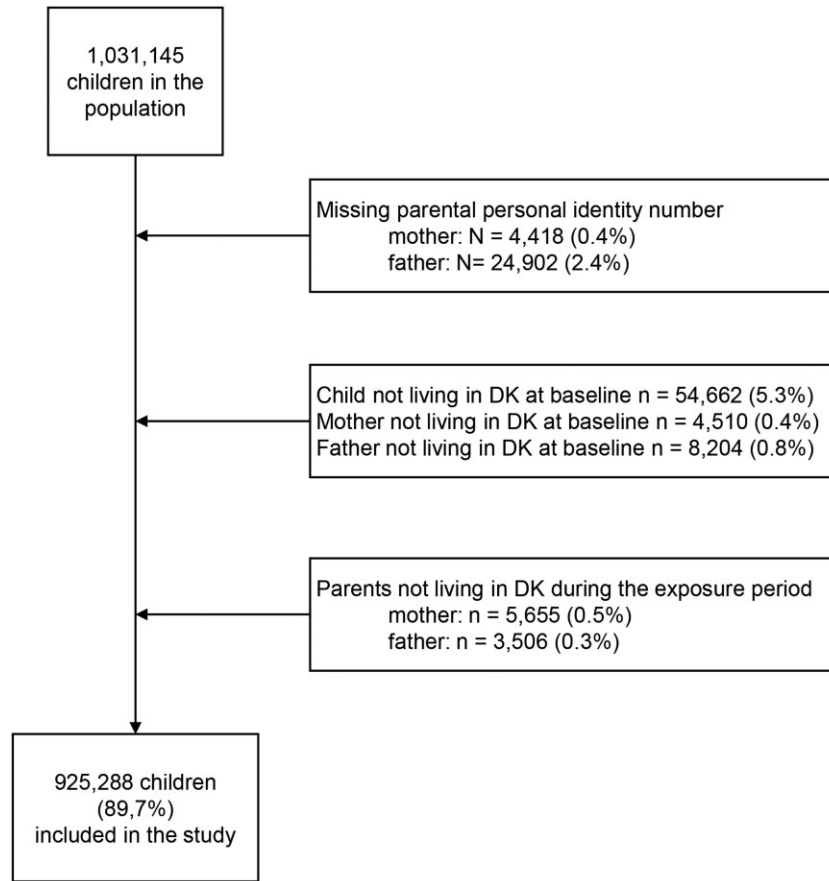 1,031,145
children in the
population
Missing parental personal identity number
mother: N = 4,418 (0.4%)
father: N= 24,902 (2.4%)
Child not living in DK at baseline n = 54,662 (5.3%)
Mother not living in DK at baseline n = 4,510 (0.4%)
Father not living in DK at baseline n = 8,204 (0.8%)
Parents not living in DK during the exposure period
mother: n = 5,655 (0.5%)
father: n = 3,506 (0.3%)
925,288 children
(89,7%)
included in the study